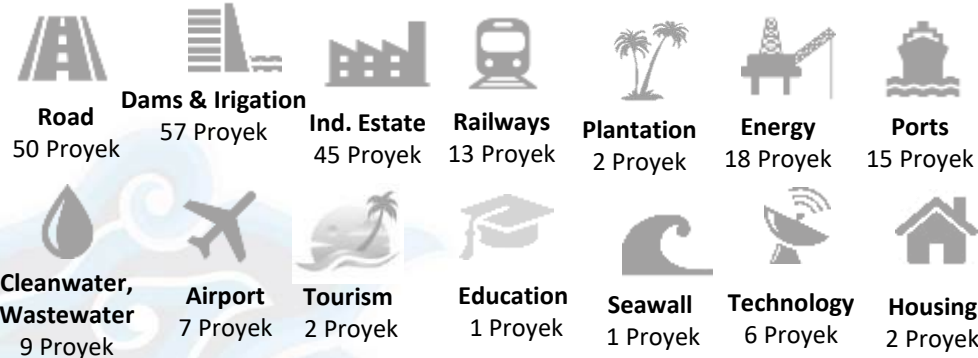 Road
50 Proyek
Dams & Irigation
57 Proyek
Ind. Estate
45 Proyek
Railways
13 Proyek
Plantation
2 Proyek
Energy
18 Proyek
Ports
15 Proyek
Cleanwater,
Wastewater
9 Proyek
Airport
7 Proyek
Tourism
2 Proyek
Education
1 Proyek
Seawall
1 Proyek
Technology
6 Proyek
Housing
2 Proyek